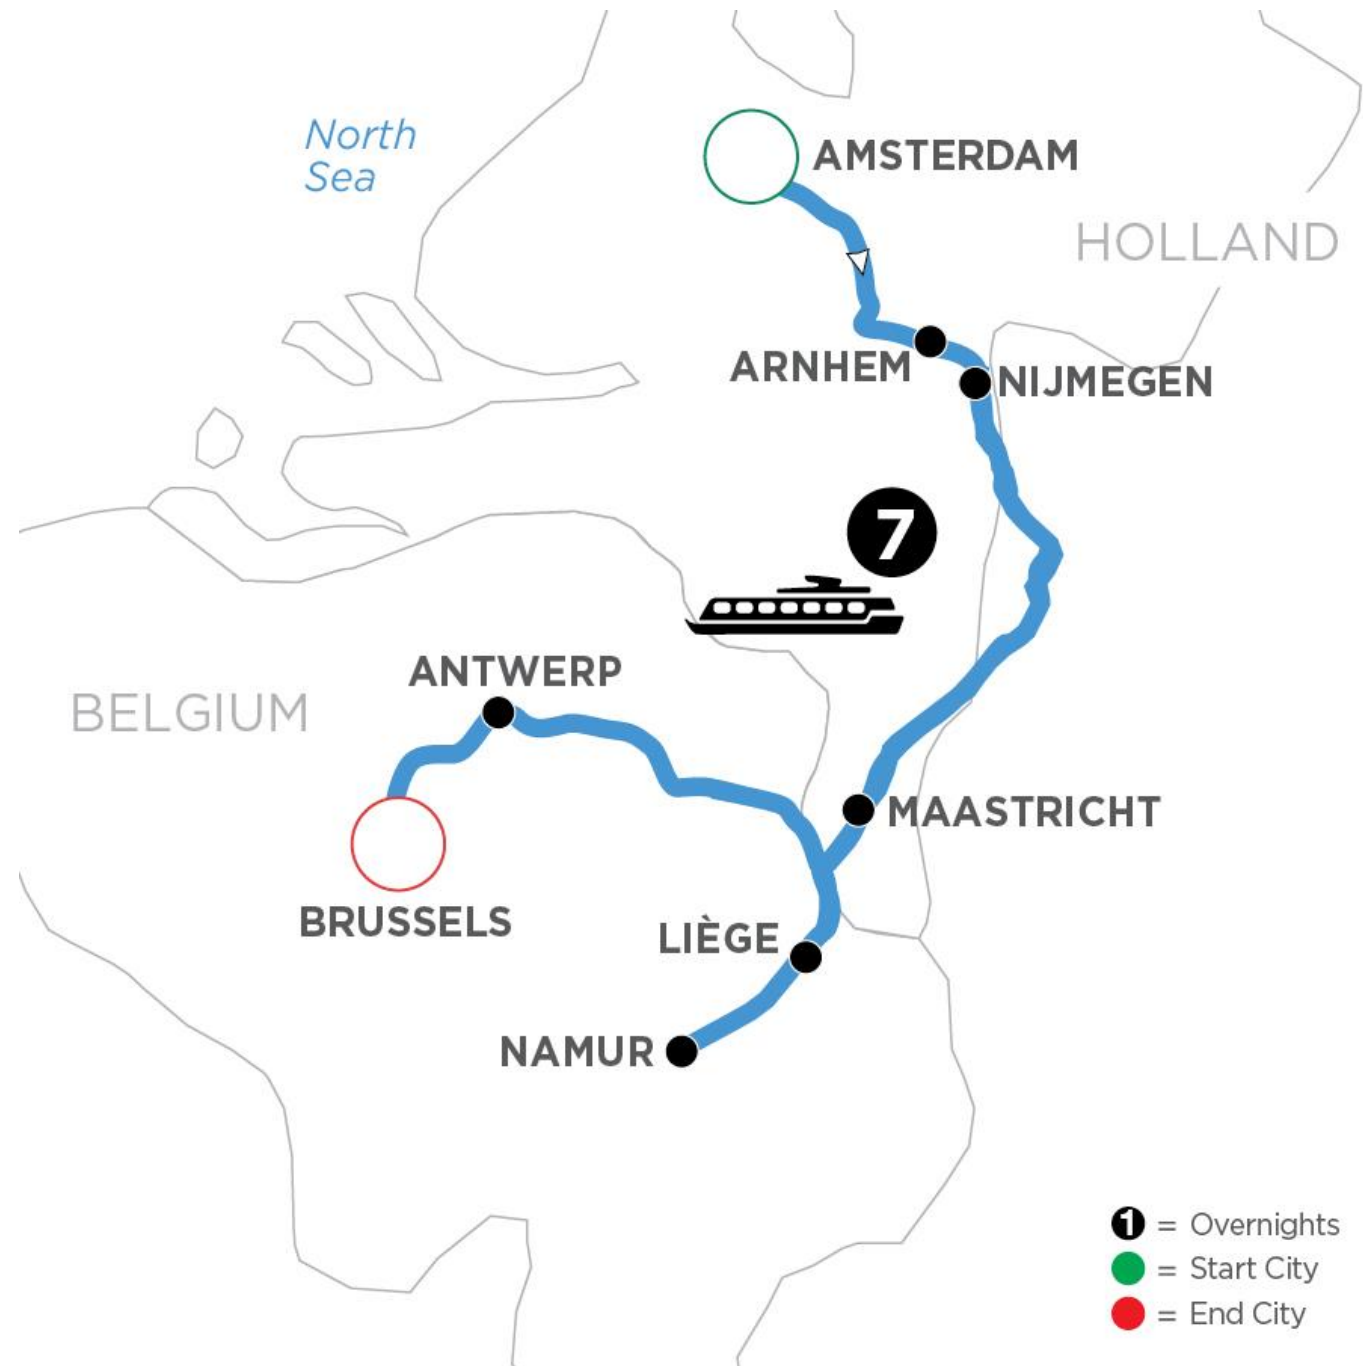 North
Sea
AMSTERDAM
HOLLAND
ARNHEM
NIJMEGEN
7
ANTWERP
BELGIUM
MAASTRICHT
BRUSSELS
LIÈGE
NAMUR
1 = Overnights
= Start City
= End City